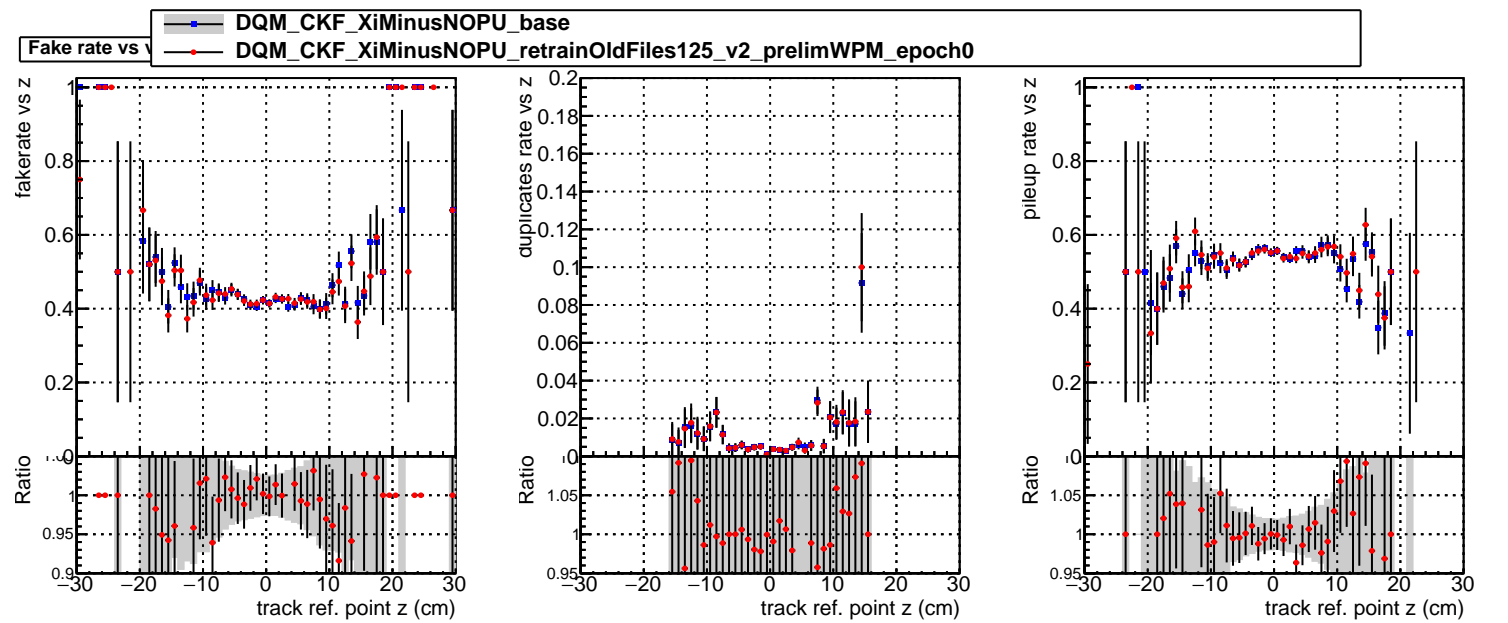 DQM_CKF_XiMinusNOPU_base
DQM_CKF_XiMinusNOPU_retrainOldFiles125_v2_prelimWPM_epoch0
Fake rate vs
fakerate vs z
1
0.8
0.6
0.4
0.2
Ratio
1
0.95
0.9
−30 −20 −10 0 10 20 30
track ref. point z (cm)
duplicates rate vs z
0.2
0.18
0.16
0.14
0.12
0.1
0.08
0.06
0.04
0.02
0
Ratio
1.05
1
0.95
−30 −20 −10 0 10 20 30
track ref. point z (cm)
pileup rate vs z
1
0.8
0.6
0.4
0.2
0
Ratio
1.05
1
0.95
−30 −20 −10 0 10 20 30
track ref. point z (cm)